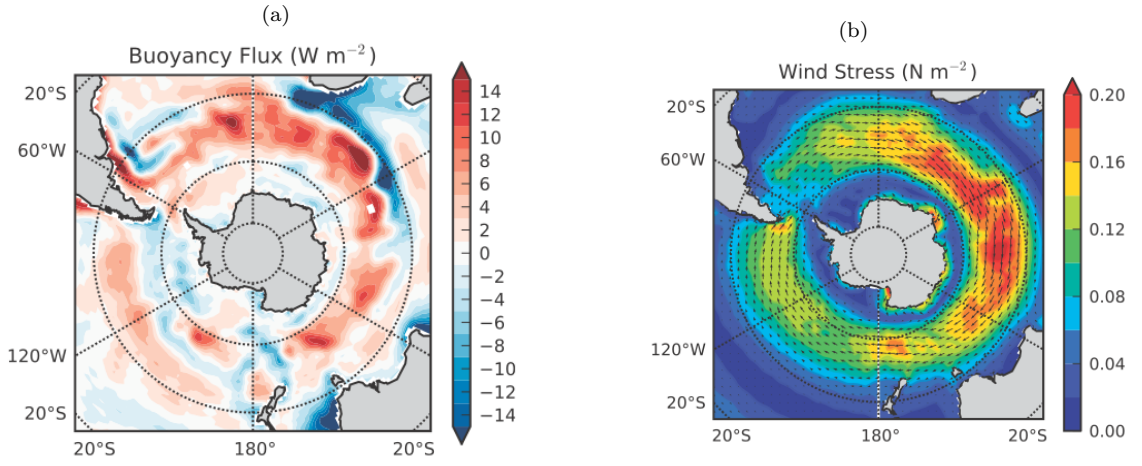 (a)
Buoyancy Flux (W m⁻²)
20°S
60°W
120°W
20°S
20°S
180°
20°S
14
12
10
8
6
4
2
0
−2
−4
−6
−8
−10
−12
−14
(b)
Wind Stress (N m⁻²)
20°S
60°W
120°W
20°S
20°S
180°
20°S
0.20
0.16
0.12
0.08
0.04
0.00